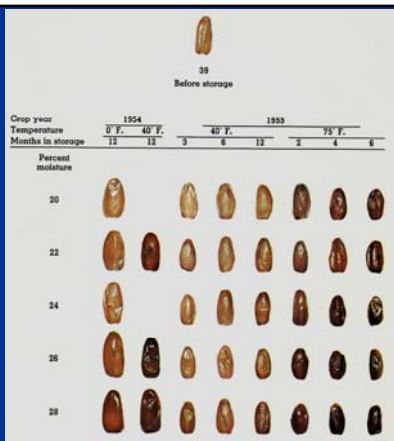 39
Before storage
Crop year 1954 1955
Temperature 0° F. 40° F. 40° F. 75° F.
Months in storage 12 12 3 6 12 2 4 6
Percent
moisture
20
22
24
26
28